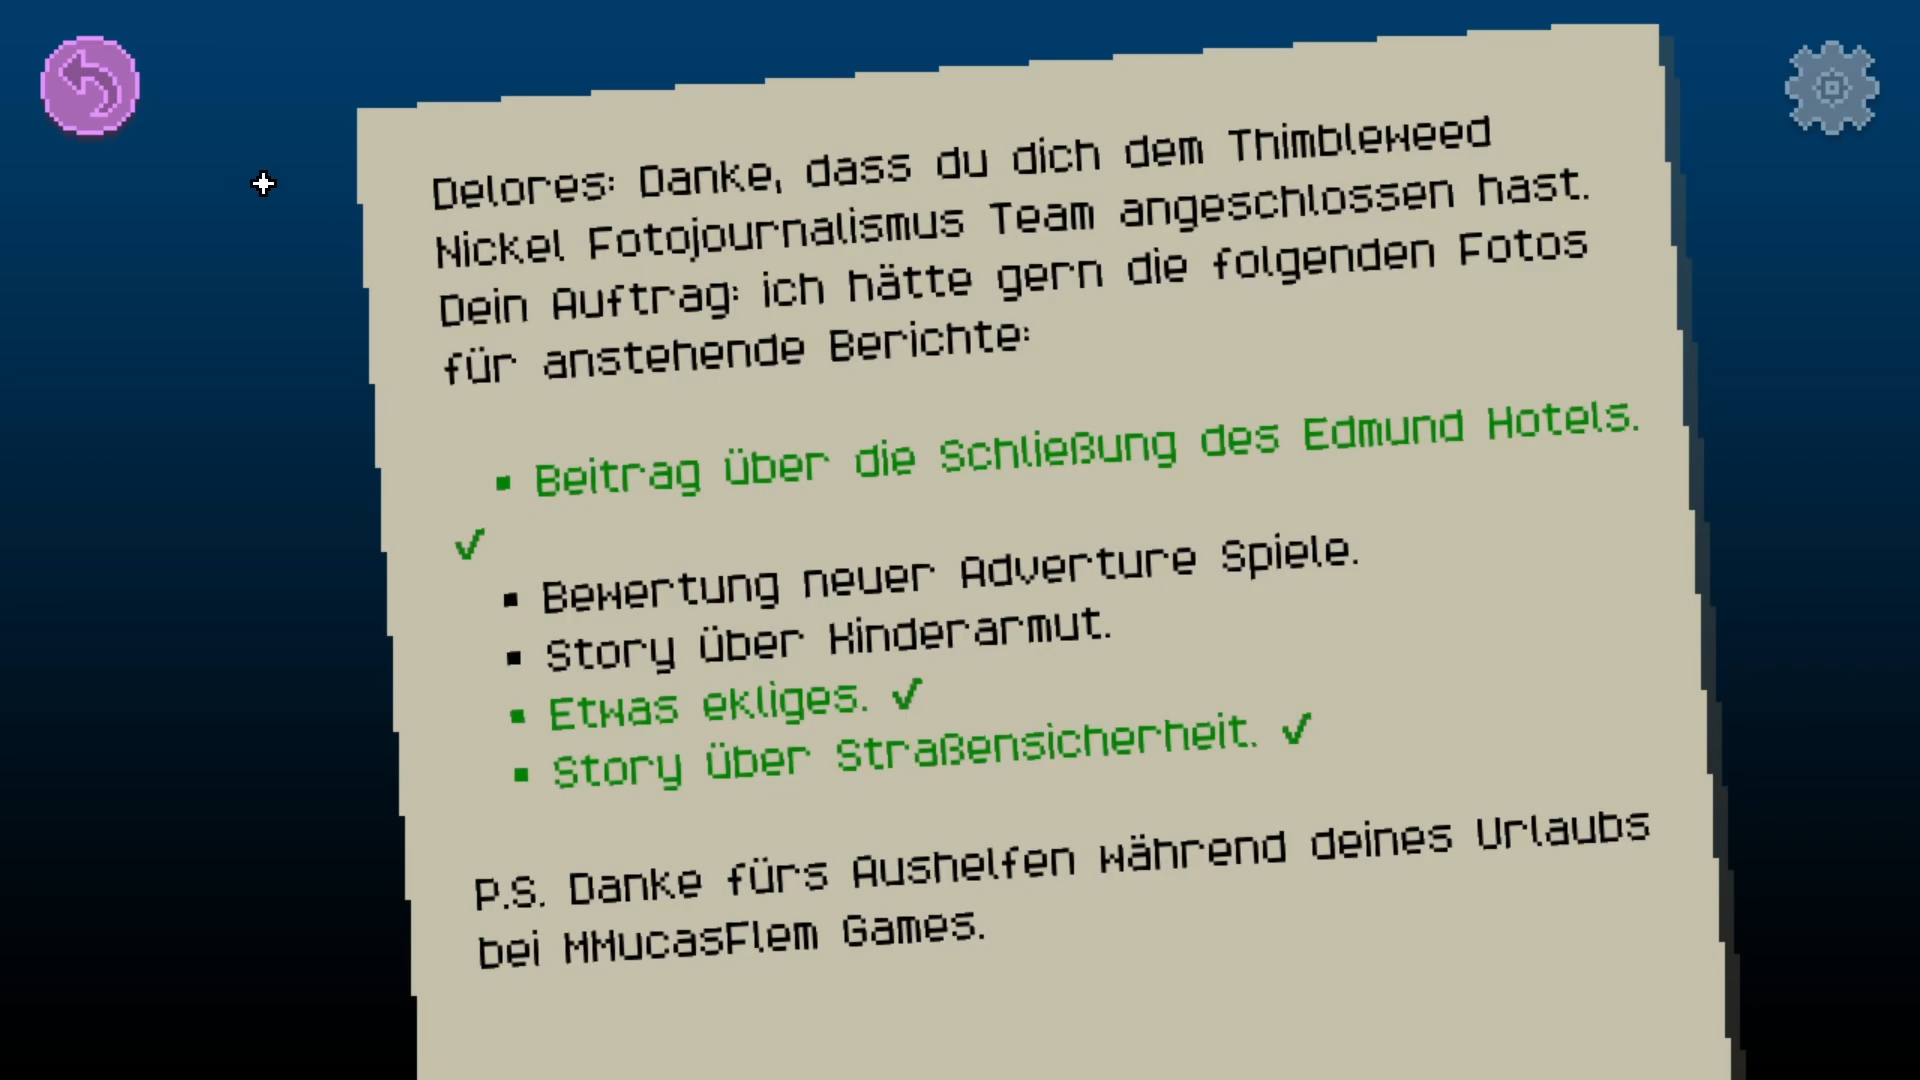 Delores: Danke, dass du dich dem Thimbleweed
Nickel Fotojournalismus Team angeschlossen hast.
Dein Auftrag: ich hätte gern die folgenden Fotos
für anstehende Berichte:
▪ Beitrag über die Schließung des Edmund Hotels.
✓
▪ Bewertung neuer Adverture Spiele.
▪ Story über Kinderarmut.
▪ Etwas ekliges. ✓
▪ Story über Straßensicherheit. ✓
P.S. Danke fürs Aushelfen während deines Urlaubs
bei MMucasFlem Games.